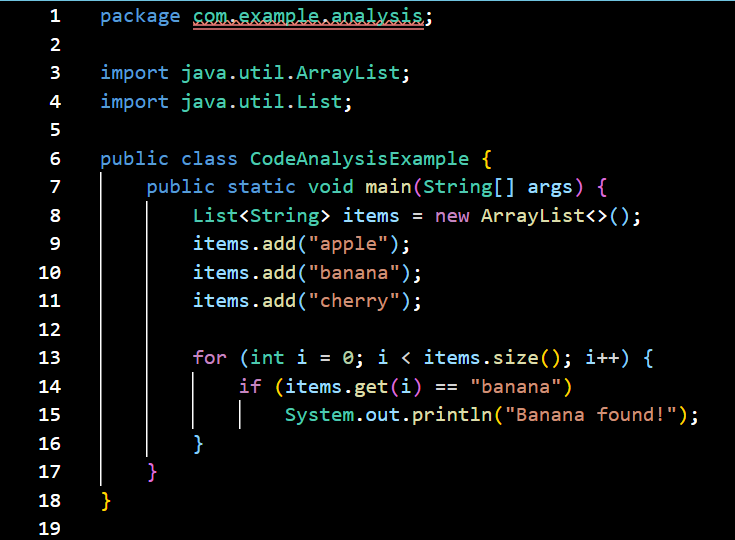 1 package com.example.analysis;
2
3 import java.util.ArrayList;
4 import java.util.List;
5
6 public class CodeAnalysisExample {
7     public static void main(String[] args) {
8         List<String> items = new ArrayList<>();
9         items.add("apple");
10         items.add("banana");
11         items.add("cherry");
12
13         for (int i = 0; i < items.size(); i++) {
14             if (items.get(i) == "banana")
15                 System.out.println("Banana found!");
16         }
17     }
18 }
19